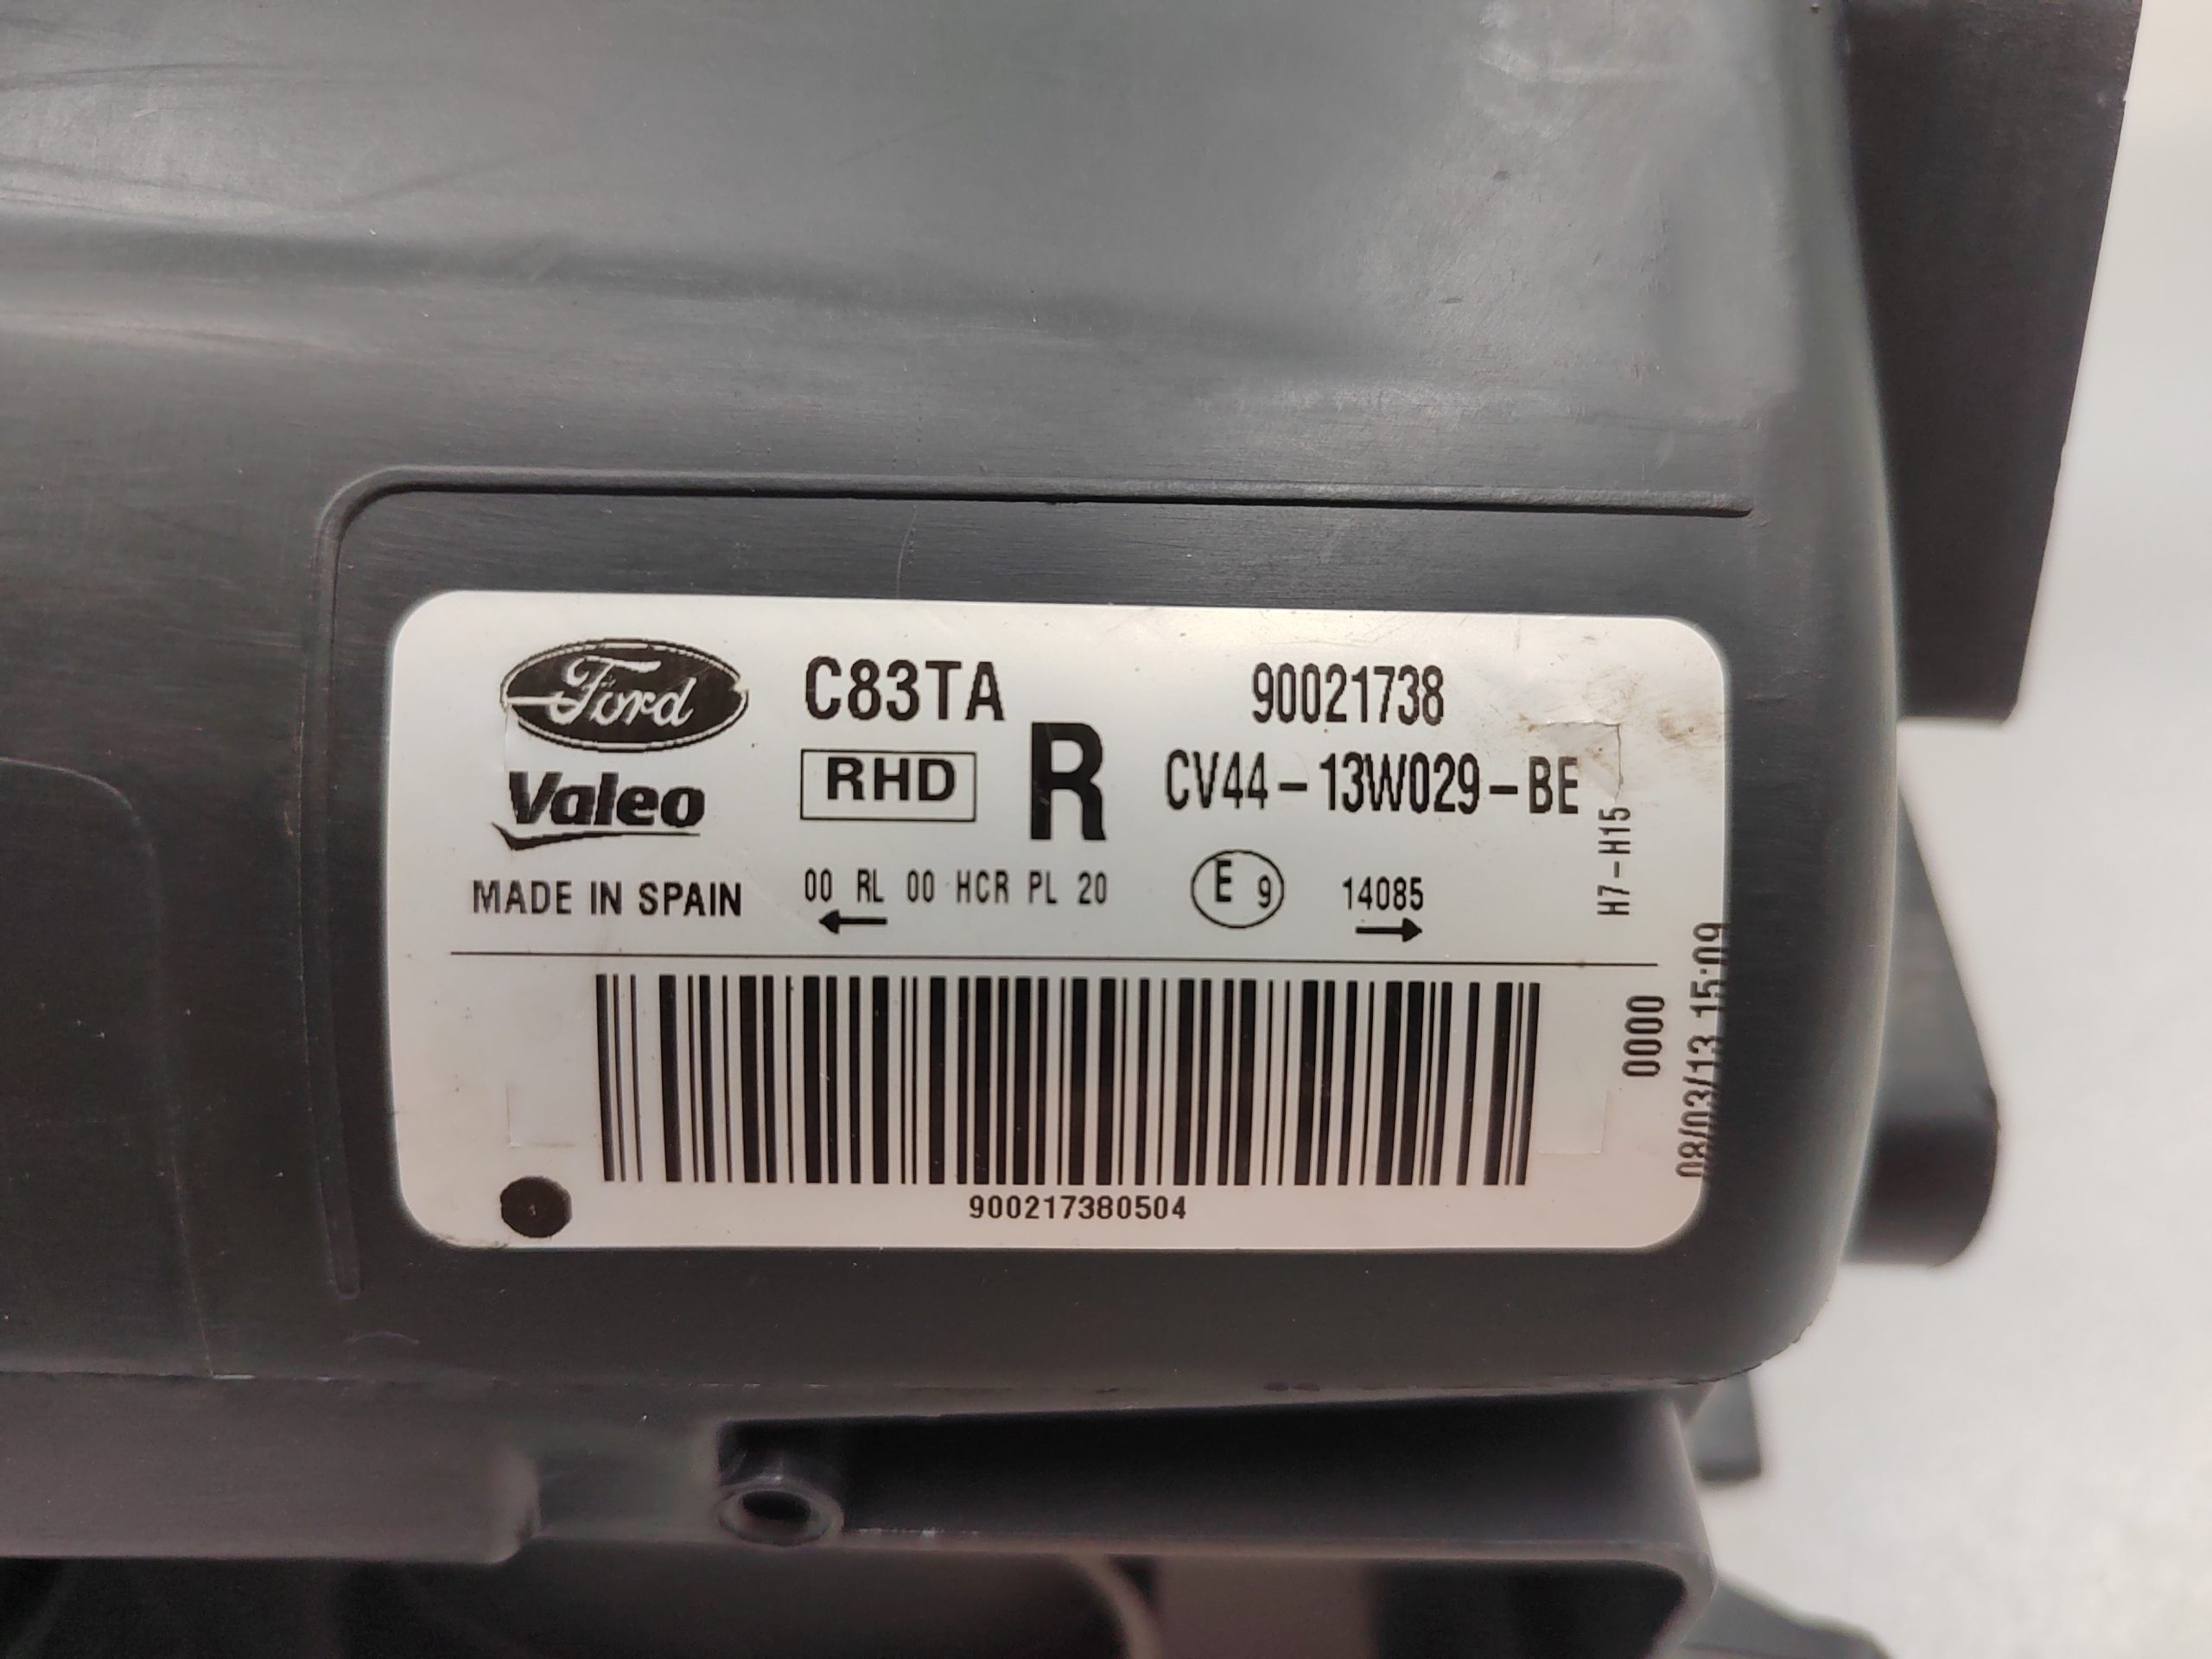 Ford
C83TA
90021738
Valeo
RHD
R
CV44-13W029-BE
MADE IN SPAIN
00 RL 00 HCR PL 20
E 9
14085
H7-H15
0000
08/03/13 15:09
900217380504